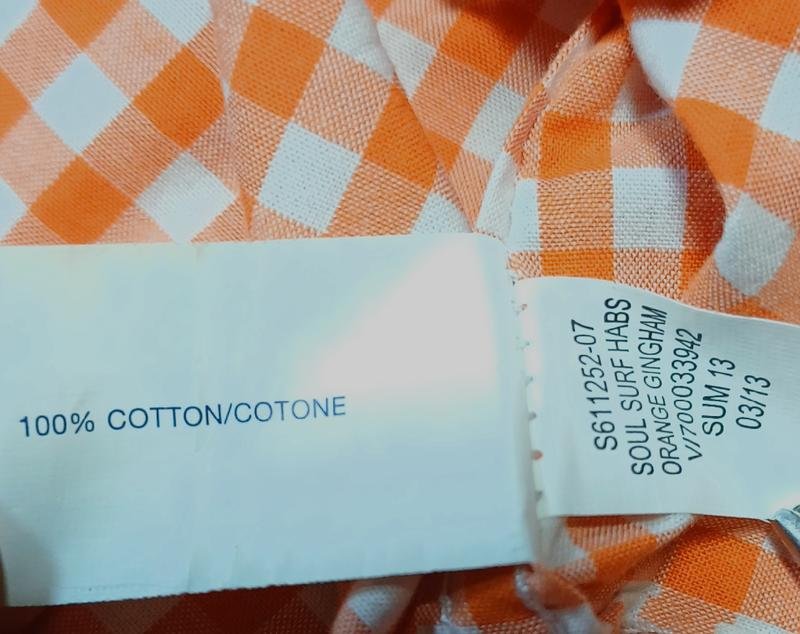 100% COTTON/COTONE
S611252-07
SOUL SURF HABS
ORANGE GINGHAM
V/700033942
SUM 13
03/13